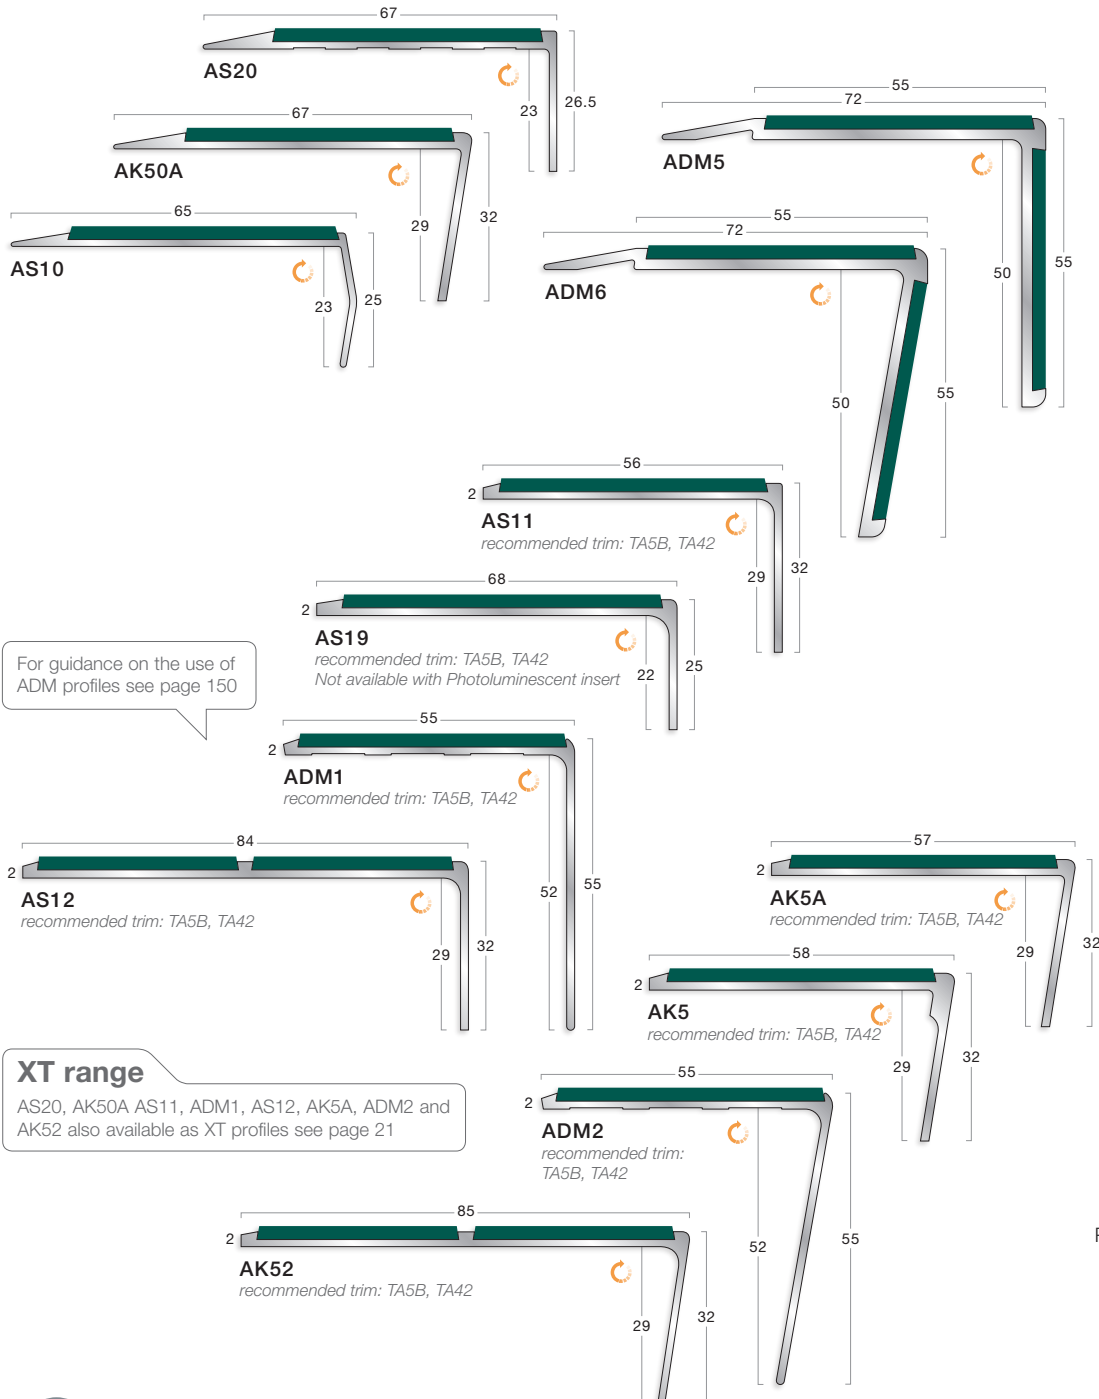 67
AS20
23
26.5
67
AK50A
29
32
65
AS10
23
25
55
72
ADM5
50
55
55
72
ADM6
50
55
56
2
AS11
recommended trim: TA5B, TA42
29
32
68
2
AS19
recommended trim: TA5B, TA42
Not available with Photoluminescent insert
22
25
For guidance on the use of
ADM profiles see page 150
55
2
ADM1
recommended trim: TA5B, TA42
52
55
84
2
AS12
recommended trim: TA5B, TA42
29
32
57
2
AK5A
recommended trim: TA5B, TA42
29
32
58
2
AK5
recommended trim: TA5B, TA42
29
32
XT range
AS20, AK50A AS11, ADM1, AS12, AK5A, ADM2 and
AK52 also available as XT profiles see page 21
55
2
ADM2
recommended trim:
TA5B, TA42
52
55
85
2
AK52
recommended trim: TA5B, TA42
29
32